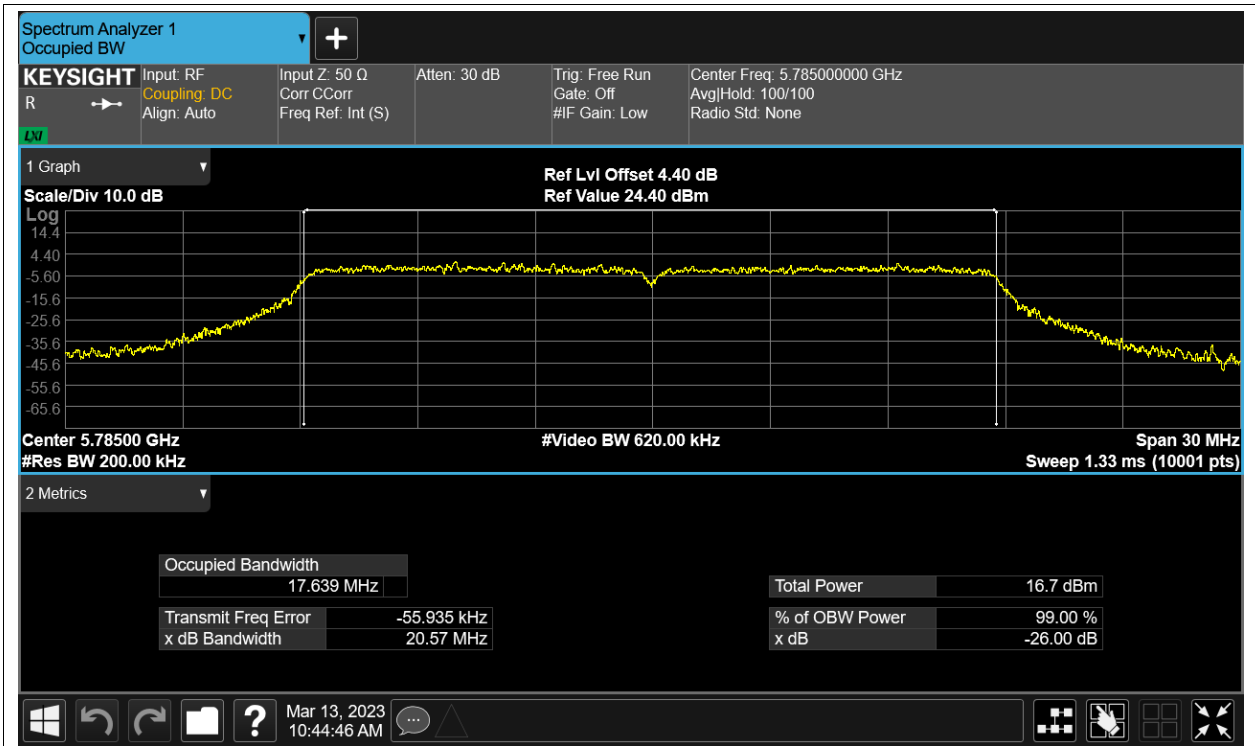 Spectrum Analyzer 1
Occupied BW
KEYSIGHT
R
LXI
Input: RF
Coupling: DC
Align: Auto
Input Z: 50 Ω
Corr CCorr
Freq Ref: Int (S)
Atten: 30 dB
Trig: Free Run
Gate: Off
#IF Gain: Low
Center Freq: 5.785000000 GHz
Avg|Hold: 100/100
Radio Std: None
1 Graph
Scale/Div 10.0 dB
Ref Lvl Offset 4.40 dB
Ref Value 24.40 dBm
Log
14.4
4.40
-5.60
-15.6
-25.6
-35.6
-45.6
-55.6
-65.6
Center 5.78500 GHz
#Video BW 620.00 kHz
Span 30 MHz
#Res BW 200.00 kHz
Sweep 1.33 ms (10001 pts)
2 Metrics
Occupied Bandwidth
17.639 MHz
Total Power 16.7 dBm
Transmit Freq Error -55.935 kHz
% of OBW Power 99.00 %
x dB Bandwidth 20.57 MHz
x dB -26.00 dB
?
Mar 13, 2023
10:44:46 AM